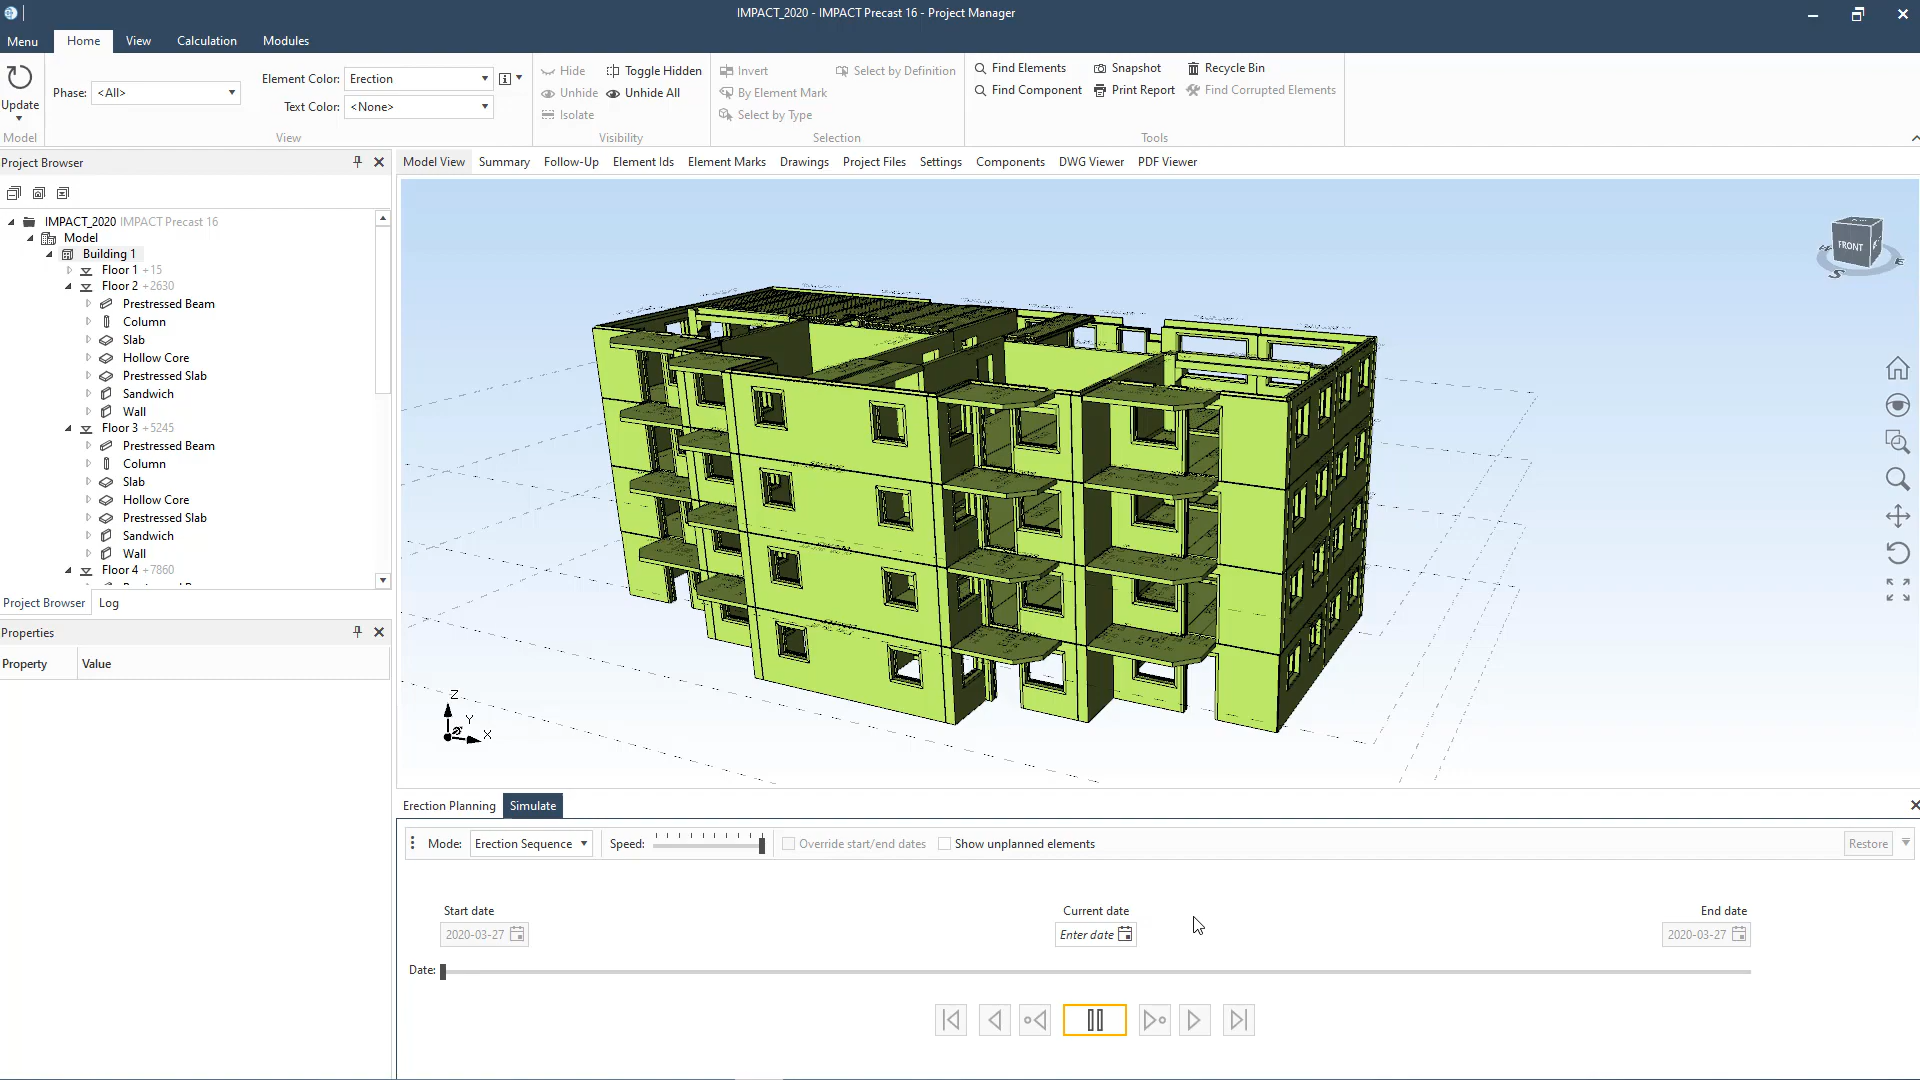 IMPACT_2020 - IMPACT Precast 16 - Project Manager
Menu Home View Calculation Modules
Update
Model
Phase: <All>
Element Color: Erection
Text Color: <None>
View
Hide Toggle Hidden
Unhide Unhide All
Isolate
Visibility
Invert Select by Definition
By Element Mark
Select by Type
Selection
Find Elements Snapshot Recycle Bin
Find Component Print Report Find Corrupted Elements
Tools
Project Browser
Model View Summary Follow-Up Element Ids Element Marks Drawings Project Files Settings Components DWG Viewer PDF Viewer
IMPACT_2020 IMPACT Precast 16
Model
Building 1
Floor 1 +15
Floor 2 +2630
Prestressed Beam
Column
Slab
Hollow Core
Prestressed Slab
Sandwich
Wall
Floor 3 +5245
Prestressed Beam
Column
Slab
Hollow Core
Prestressed Slab
Sandwich
Wall
Floor 4 +7860
Project Browser Log
Properties
Property Value
FRONT
S
E
Z
Y
X
Erection Planning Simulate
Mode: Erection Sequence Speed: Override start/end dates Show unplanned elements Restore
Start date Current date End date
2020-03-27 Enter date 2020-03-27
Date: